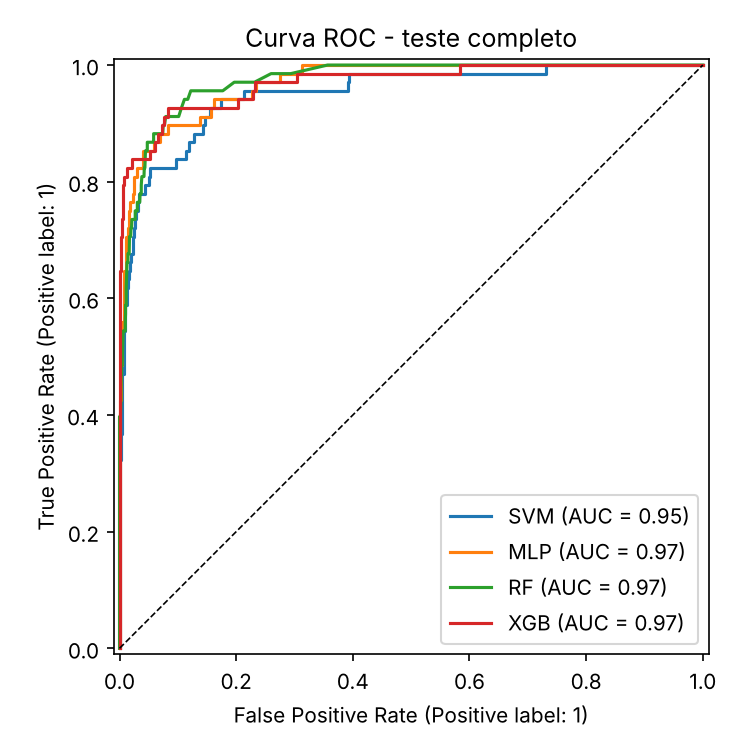 Curva ROC - teste completo
1.0
0.8
0.6
0.4
0.2
0.0
True Positive Rate (Positive label: 1)
SVM (AUC = 0.95)
MLP (AUC = 0.97)
RF (AUC = 0.97)
XGB (AUC = 0.97)
0.0 0.2 0.4 0.6 0.8 1.0
False Positive Rate (Positive label: 1)